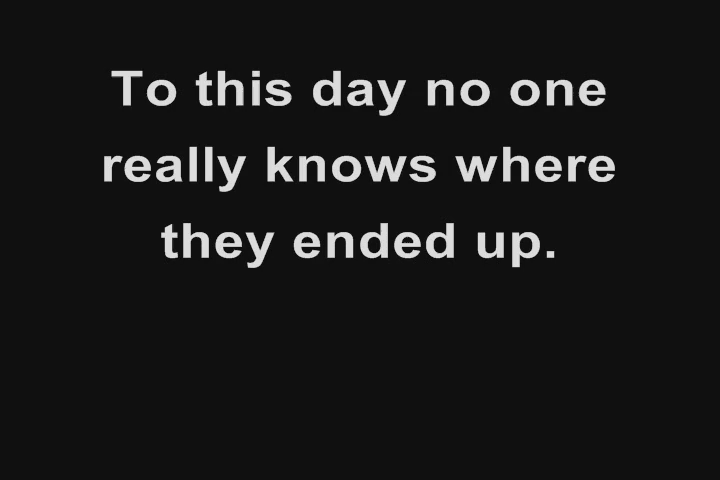 To this day no one
really knows where
they ended up.